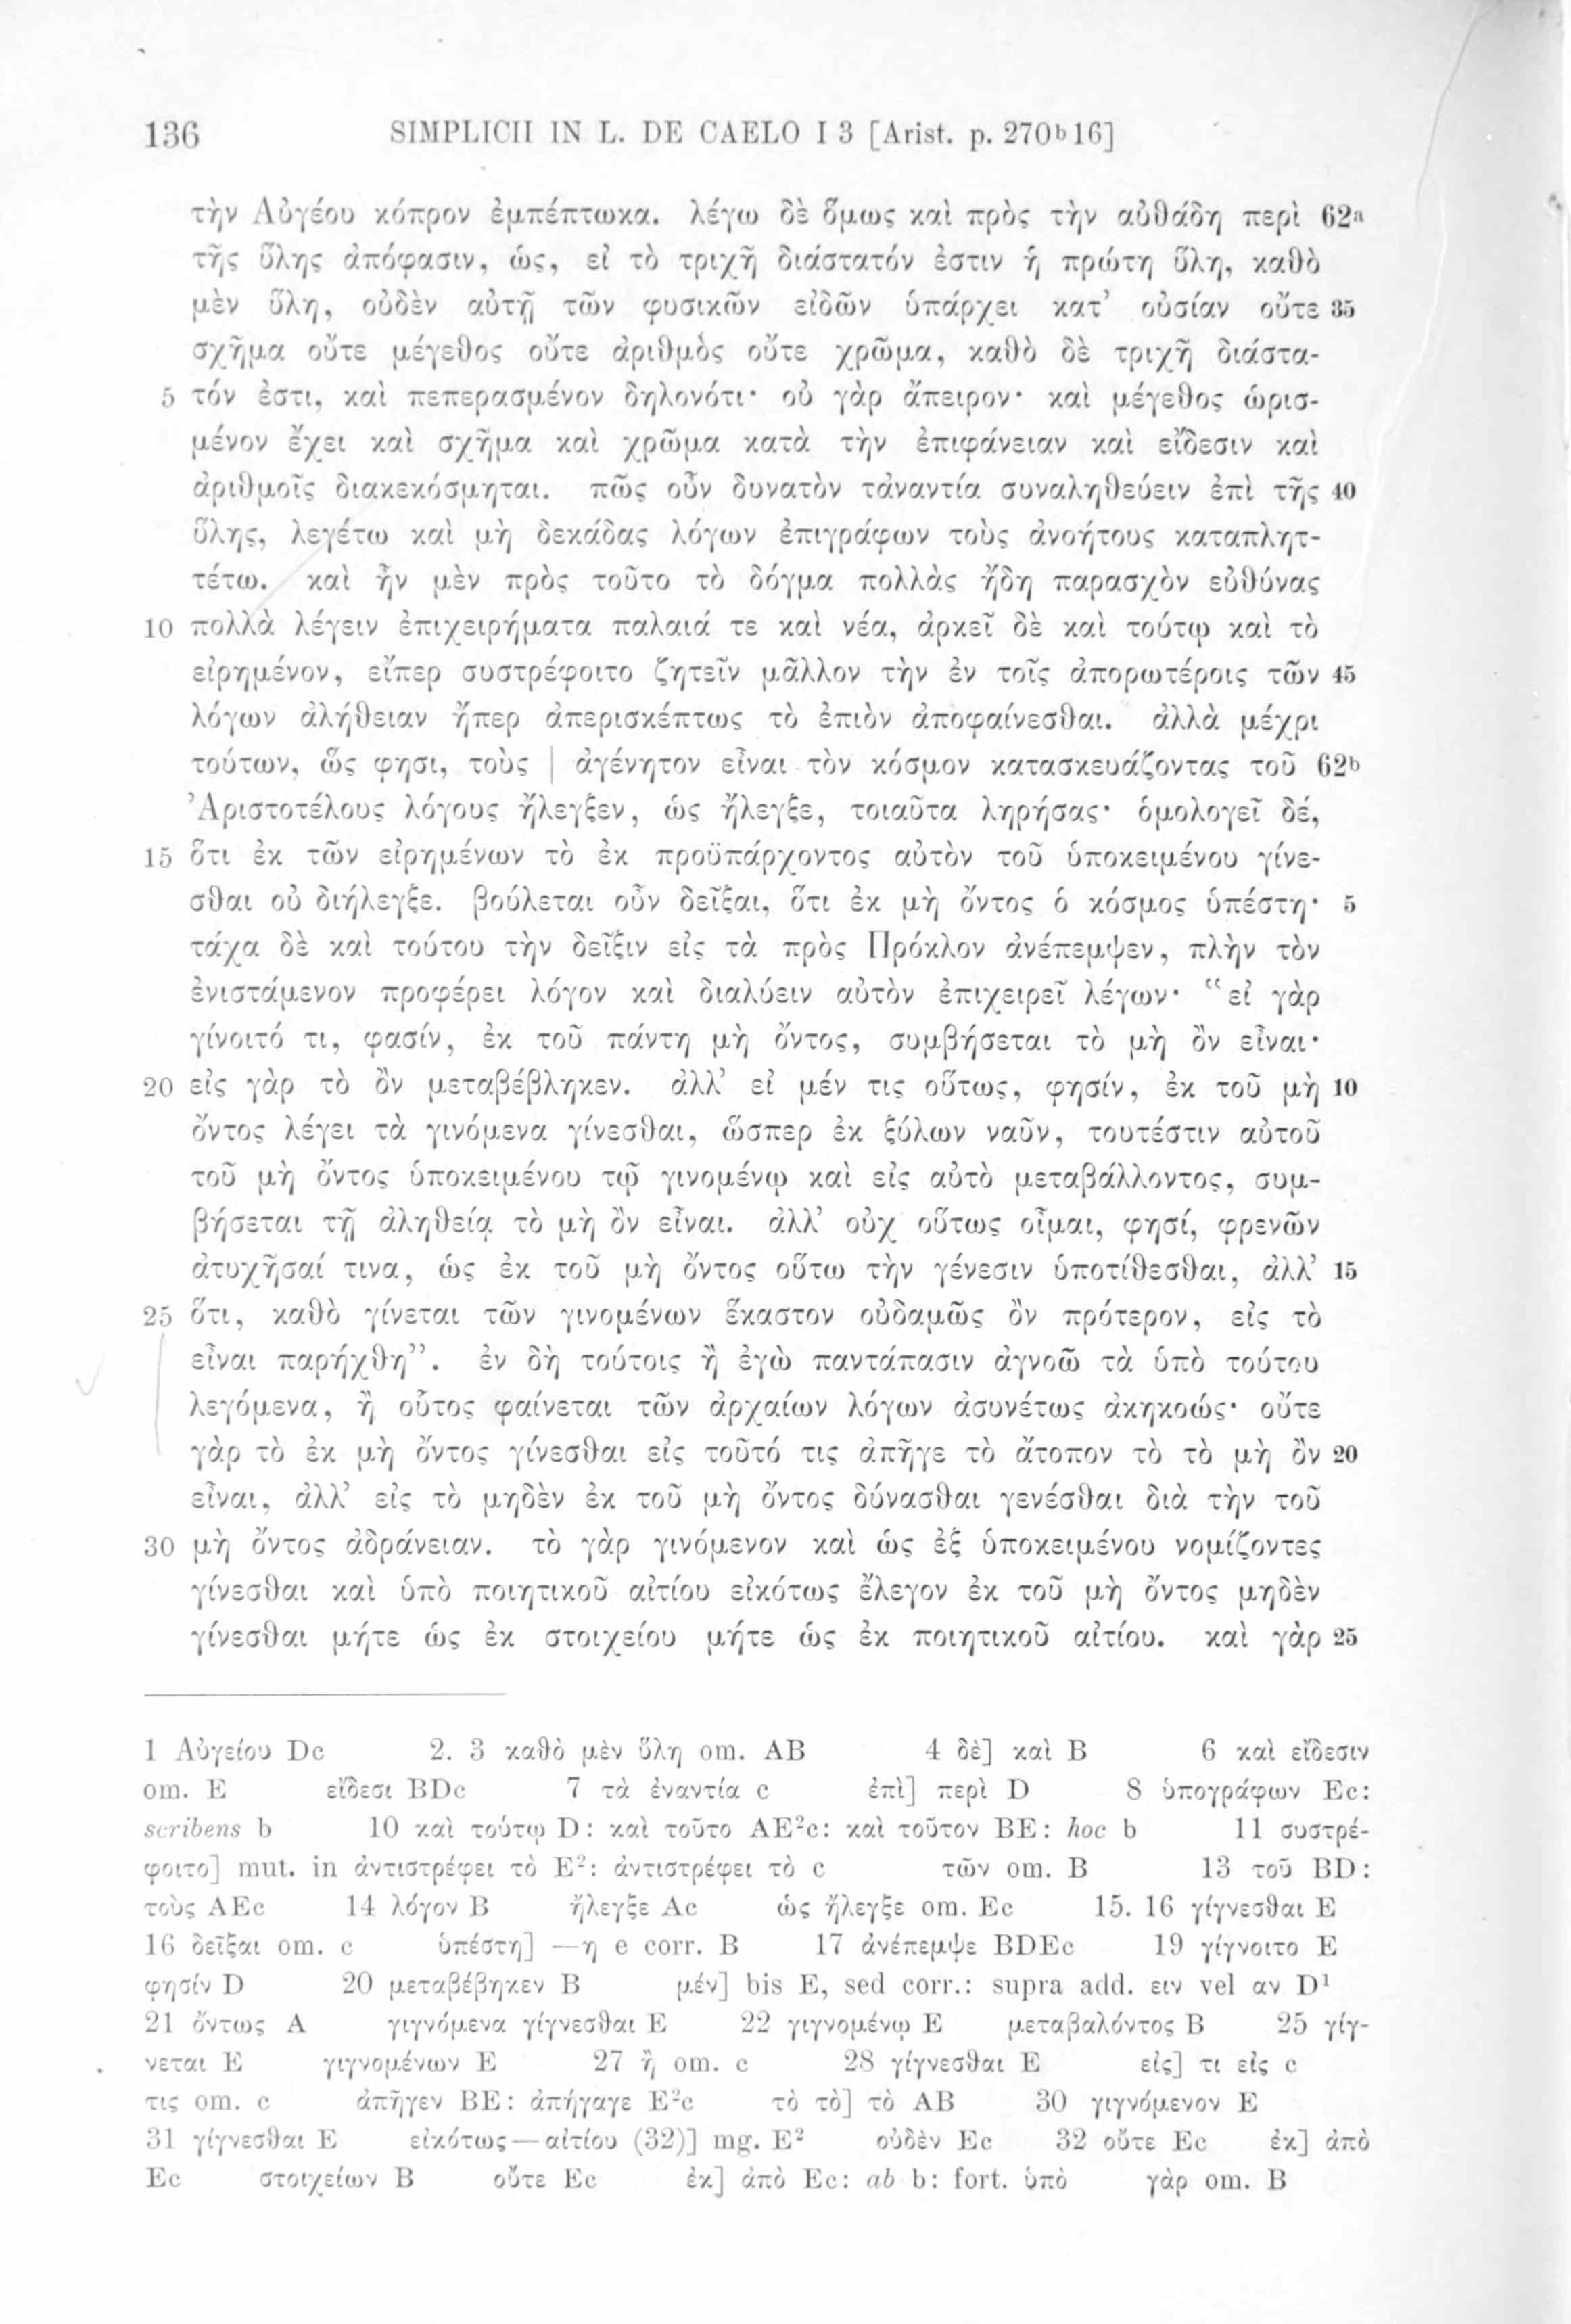 136 SIMPLICII IN L. DE CAELO I 3 [Arist. p. 270b16]
τὴν Αὐγέου κόπρον ἐμπέπτωκα. λέγω δὲ ὅμως καὶ πρὸς τὴν αὐθάδη περὶ 62a
τῆς ὕλης ἀπόφασιν, ὡς, εἰ τὸ τριχῇ διάστατόν ἐστιν ἡ πρώτη ὕλη, καθὸ
μὲν ὕλη, οὐδὲν αὐτῇ τῶν φυσικῶν εἰδῶν ὑπάρχει κατ’ οὐσίαν οὔτε 35
σχῆμα οὔτε μέγεθος οὔτε ἀριθμὸς οὔτε χρῶμα, καθὸ δὲ τριχῇ διάστα-
5 τόν ἐστι, καὶ πεπερασμένον δηλονότι· οὐ γὰρ ἄπειρον· καὶ μέγεθος ὡρισ-
μένον ἔχει καὶ σχῆμα καὶ χρῶμα κατὰ τὴν ἐπιφάνειαν καὶ εἴδεσιν καὶ
ἀριθμοῖς διακεκόσμηται. πῶς οὖν δυνατὸν τἀναντία συναληθεύειν ἐπὶ τῆς 40
ὕλης, λεγέτω καὶ μὴ δεκάδας λόγων ἐπιγράφων τοὺς ἀνοήτους καταπλητ-
τέτω. καὶ ἦν μὲν πρὸς τοῦτο τὸ δόγμα πολλὰς ἤδη παρασχὸν εὐθύνας
10 πολλὰ λέγειν ἐπιχειρήματα παλαιά τε καὶ νέα, ἀρκεῖ δὲ καὶ τούτῳ καὶ τὸ
εἰρημένον, εἴπερ συστρέφοιτο ζητεῖν μᾶλλον τὴν ἐν τοῖς ἀπορωτέροις τῶν 45
λόγων ἀλήθειαν ἤπερ ἀπερισκέπτως τὸ ἐπιὸν ἀποφαίνεσθαι. ἀλλὰ μέχρι
τούτων, ὥς φησι, τοὺς | ἀγένητον εἶναι τὸν κόσμον κατασκευάζοντας τοῦ 62b
Ἀριστοτέλους λόγους ἤλεγξεν, ὡς ἤλεγξε, τοιαῦτα ληρήσας· ὁμολογεῖ δέ,
15 ὅτι ἐκ τῶν εἰρημένων τὸ ἐκ προϋπάρχοντος αὐτὸν τοῦ ὑποκειμένου γίνε-
σθαι οὐ διήλεγξε. βούλεται οὖν δεῖξαι, ὅτι ἐκ μὴ ὄντος ὁ κόσμος ὑπέστη· 5
τάχα δὲ καὶ τούτου τὴν δεῖξιν εἰς τὰ πρὸς Πρόκλον ἀνέπεμψεν, πλὴν τὸν
ἐνιστάμενον προφέρει λόγον καὶ διαλύειν αὐτὸν ἐπιχειρεῖ λέγων· “εἰ γὰρ
γίνοιτό τι, φασίν, ἐκ τοῦ πάντη μὴ ὄντος, συμβήσεται τὸ μὴ ὂν εἶναι·
20 εἰς γὰρ τὸ ὂν μεταβέβληκεν. ἀλλ’ εἰ μέν τις οὕτως, φησίν, ἐκ τοῦ μὴ 10
ὄντος λέγει τὰ γινόμενα γίνεσθαι, ὥσπερ ἐκ ξύλων ναῦν, τουτέστιν αὐτοῦ
τοῦ μὴ ὄντος ὑποκειμένου τῷ γινομένῳ καὶ εἰς αὐτὸ μεταβάλλοντος, συμ-
βήσεται τῇ ἀληθείᾳ τὸ μὴ ὂν εἶναι. ἀλλ’ οὐχ οὕτως οἶμαι, φησί, φρενῶν
ἀτυχῆσαί τινα, ὡς ἐκ τοῦ μὴ ὄντος οὕτω τὴν γένεσιν ὑποτίθεσθαι, ἀλλ’ 15
25 ὅτι, καθὸ γίνεται τῶν γινομένων ἕκαστον οὐδαμῶς ὂν πρότερον, εἰς τὸ
εἶναι παρήχθη”. ἐν δὴ τούτοις ἢ ἐγὼ παντάπασιν ἀγνοῶ τὰ ὑπὸ τούτου
λεγόμενα, ἢ οὗτος φαίνεται τῶν ἀρχαίων λόγων ἀσυνέτως ἀκηκοώς· οὔτε
γὰρ τὸ ἐκ μὴ ὄντος γίνεσθαι εἰς τοῦτό τις ἀπῆγε τὸ ἄτοπον τὸ τὸ μὴ ὂν 20
εἶναι, ἀλλ’ εἰς τὸ μηδὲν ἐκ τοῦ μὴ ὄντος δύνασθαι γενέσθαι διὰ τὴν τοῦ
30 μὴ ὄντος ἀδράνειαν. τὸ γὰρ γινόμενον καὶ ὡς ἐξ ὑποκειμένου νομίζοντες
γίνεσθαι καὶ ὑπὸ ποιητικοῦ αἰτίου εἰκότως ἔλεγον ἐκ τοῦ μὴ ὄντος μηδὲν
γίνεσθαι μήτε ὡς ἐκ στοιχείου μήτε ὡς ἐκ ποιητικοῦ αἰτίου. καὶ γὰρ 25
1 Αὐγείου Dc 2. 3 καθὸ μὲν ὕλη om. AB 4 δὲ] καὶ B 6 καὶ εἴδεσιν
om. E εἴδεσι BDc 7 τὰ ἐναντία c ἐπὶ] περὶ D 8 ὑπογράφων Ec:
scribens b 10 καὶ τούτῳ D: καὶ τοῦτο AE²c: καὶ τοῦτον BE: hoc b 11 συστρέ-
φοιτο] mut. in ἀντιστρέφει τὸ E²: ἀντιστρέφει τὸ c τῶν om. B 13 τοῦ BD:
τοὺς AEc 14 λόγον B ἤλεγξε Ac ὡς ἤλεγξε om. Ec 15. 16 γίγνεσθαι E
16 δεῖξαι om. c ὑπέστη] —η e corr. B 17 ἀνέπεμψε BDEc 19 γίγνοιτο E
φησίν D 20 μεταβέβηκεν B μέν] bis E, sed corr.: supra add. ειν vel αν D¹
21 ὄντως A γιγνόμενα γίγνεσθαι E 22 γιγνομένῳ E μεταβαλόντος B 25 γίγ-
νεται E γιγνομένων E 27 ἢ om. c 28 γίγνεσθαι E εἰς] τι εἰς c
τις om. c ἀπῆγεν BE: ἀπήγαγε E²c τὸ τὸ] τὸ AB 30 γιγνόμενον E
31 γίγνεσθαι E εἰκότως—αἰτίου (32)] mg. E² οὐδὲν Ec 32 οὔτε Ec ἐκ] ἀπὸ
Ec στοιχείων B οὔτε Ec ἐκ] ἀπὸ Ec: ab b: fort. ὑπὸ γὰρ om. B